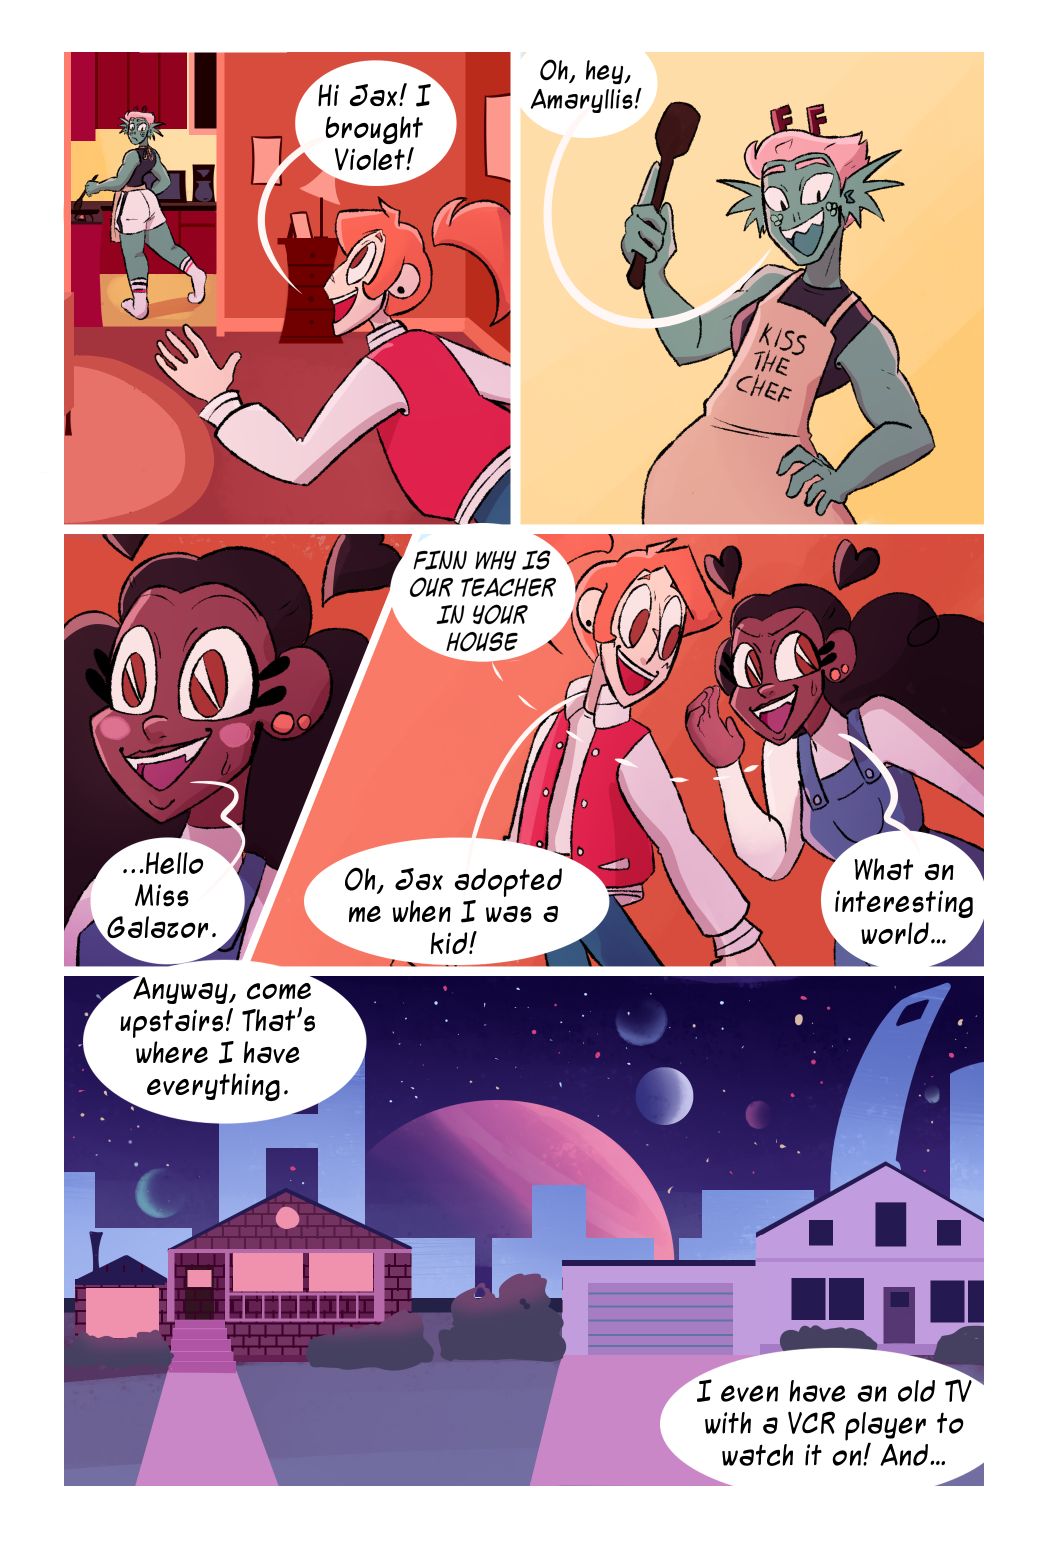 Hi Jax! I
brought
Violet!
Oh, hey,
Amaryllis!
KISS
THE
CHEF
...Hello
Miss
Galazor.
FINN WHY IS
OUR TEACHER
IN YOUR
HOUSE
Oh, Jax adopted
me when I was a
kid!
What an
interesting
world...
Anyway, come
upstairs! That's
where I have
everything.
I even have an old TV
with a VCR player to
watch it on! And...